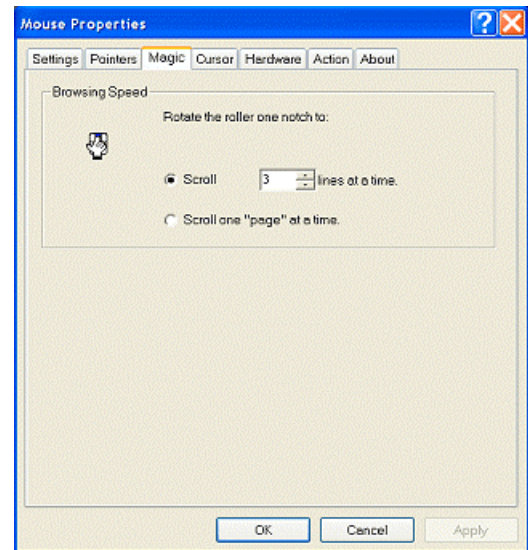 Mouse Properties
Settings Pointers Magic Cursor Hardware Action About
Browsing Speed
Rotate the roller one notch to:
Scroll 3 lines at a time.
Scroll one "page" at a time.
OK Cancel Apply